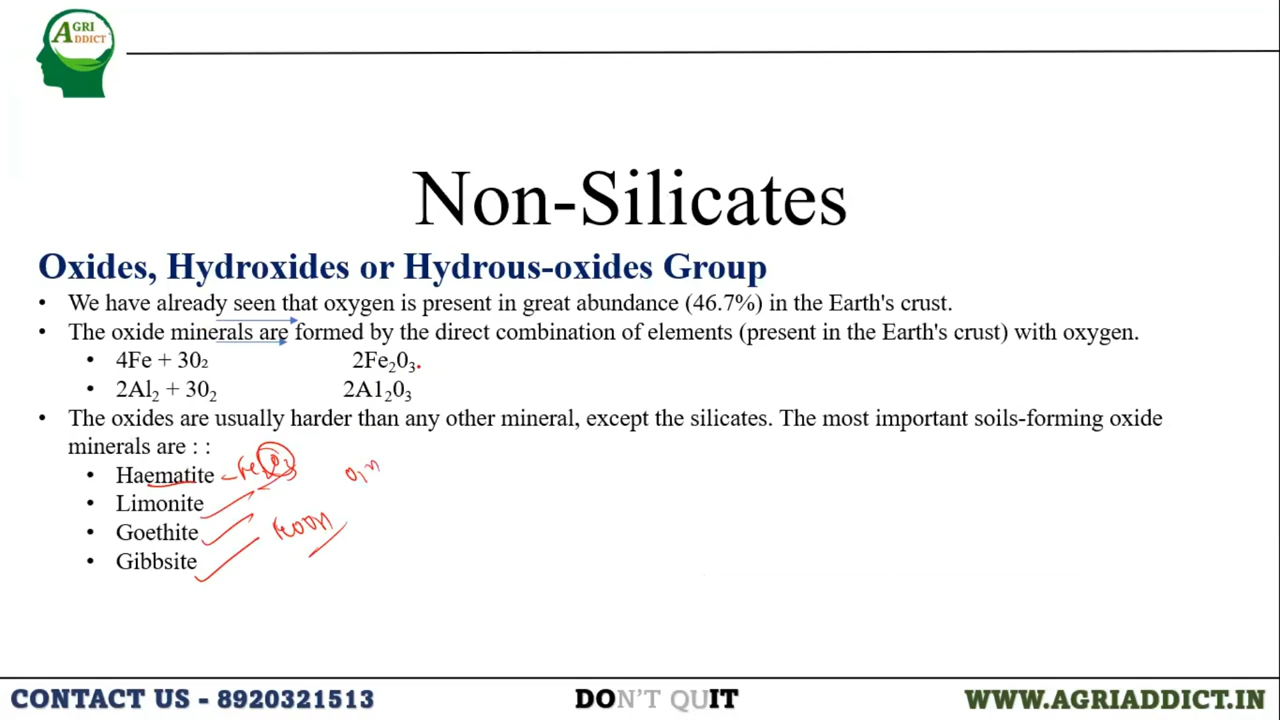 AGRI
ADDICT
Non-Silicates
Oxides, Hydroxides or Hydrous-oxides Group
• We have already seen that oxygen is present in great abundance (46.7%) in the Earth's crust.
• The oxide minerals are formed by the direct combination of elements (present in the Earth's crust) with oxygen.
• 4Fe + 30₂ 2Fe₂0₃.
• 2Al₂ + 30₂ 2A1₂0₃
• The oxides are usually harder than any other mineral, except the silicates. The most important soils-forming oxide
minerals are : :
• Haematite - Fe₂O₃
• Limonite
• Goethite FeOOH
• Gibbsite
CONTACT US - 8920321513 DON'T QUIT WWW.AGRIADDICT.IN